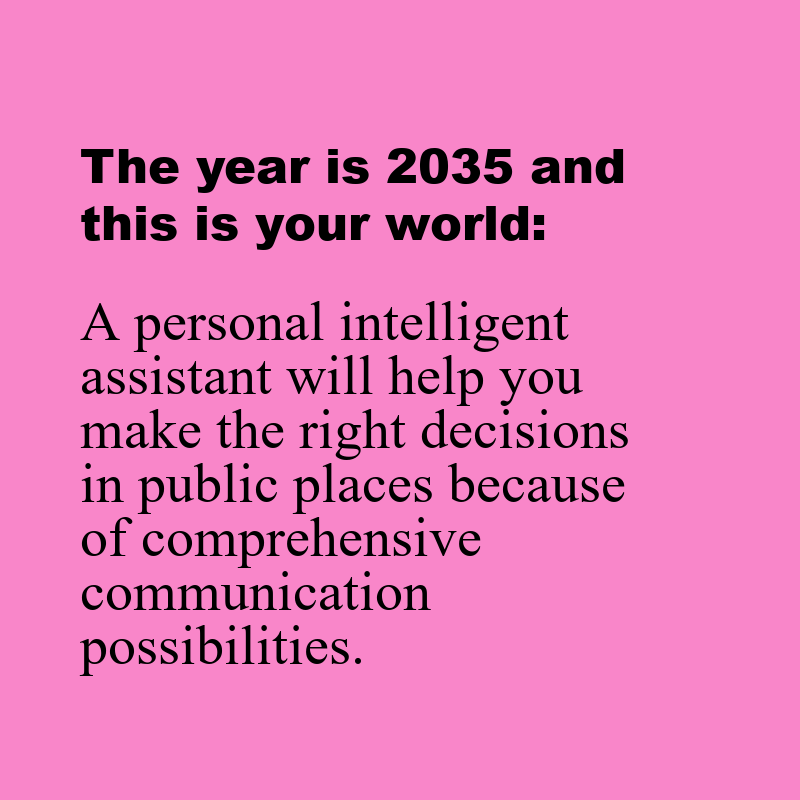 The year is 2035 and
this is your world:
A personal intelligent
assistant will help you
make the right decisions
in public places because
of comprehensive
communication
possibilities.